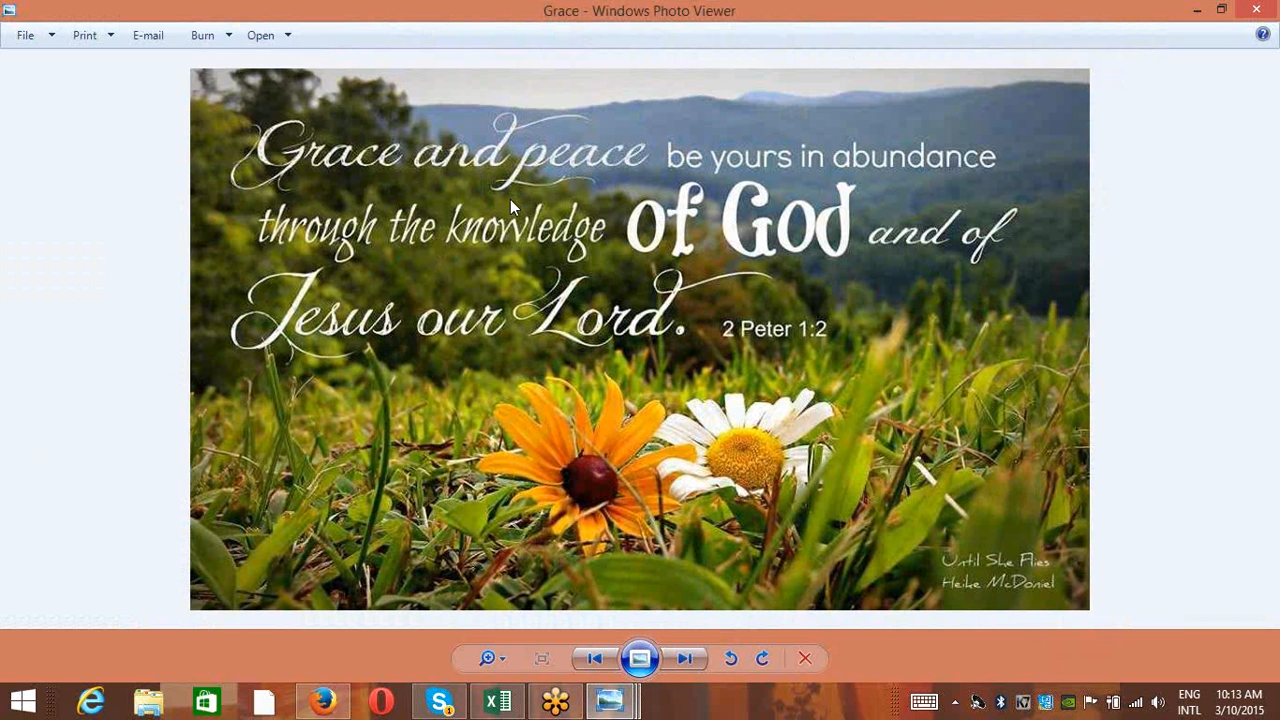 Grace - Windows Photo Viewer
File Print E-mail Burn Open
Grace and peace be yours in abundance
through the knowledge of God and of
Jesus our Lord. 2 Peter 1:2
Until She Flies
Heike McDoniel
ENG 10:13 AM
INTL 3/10/2015